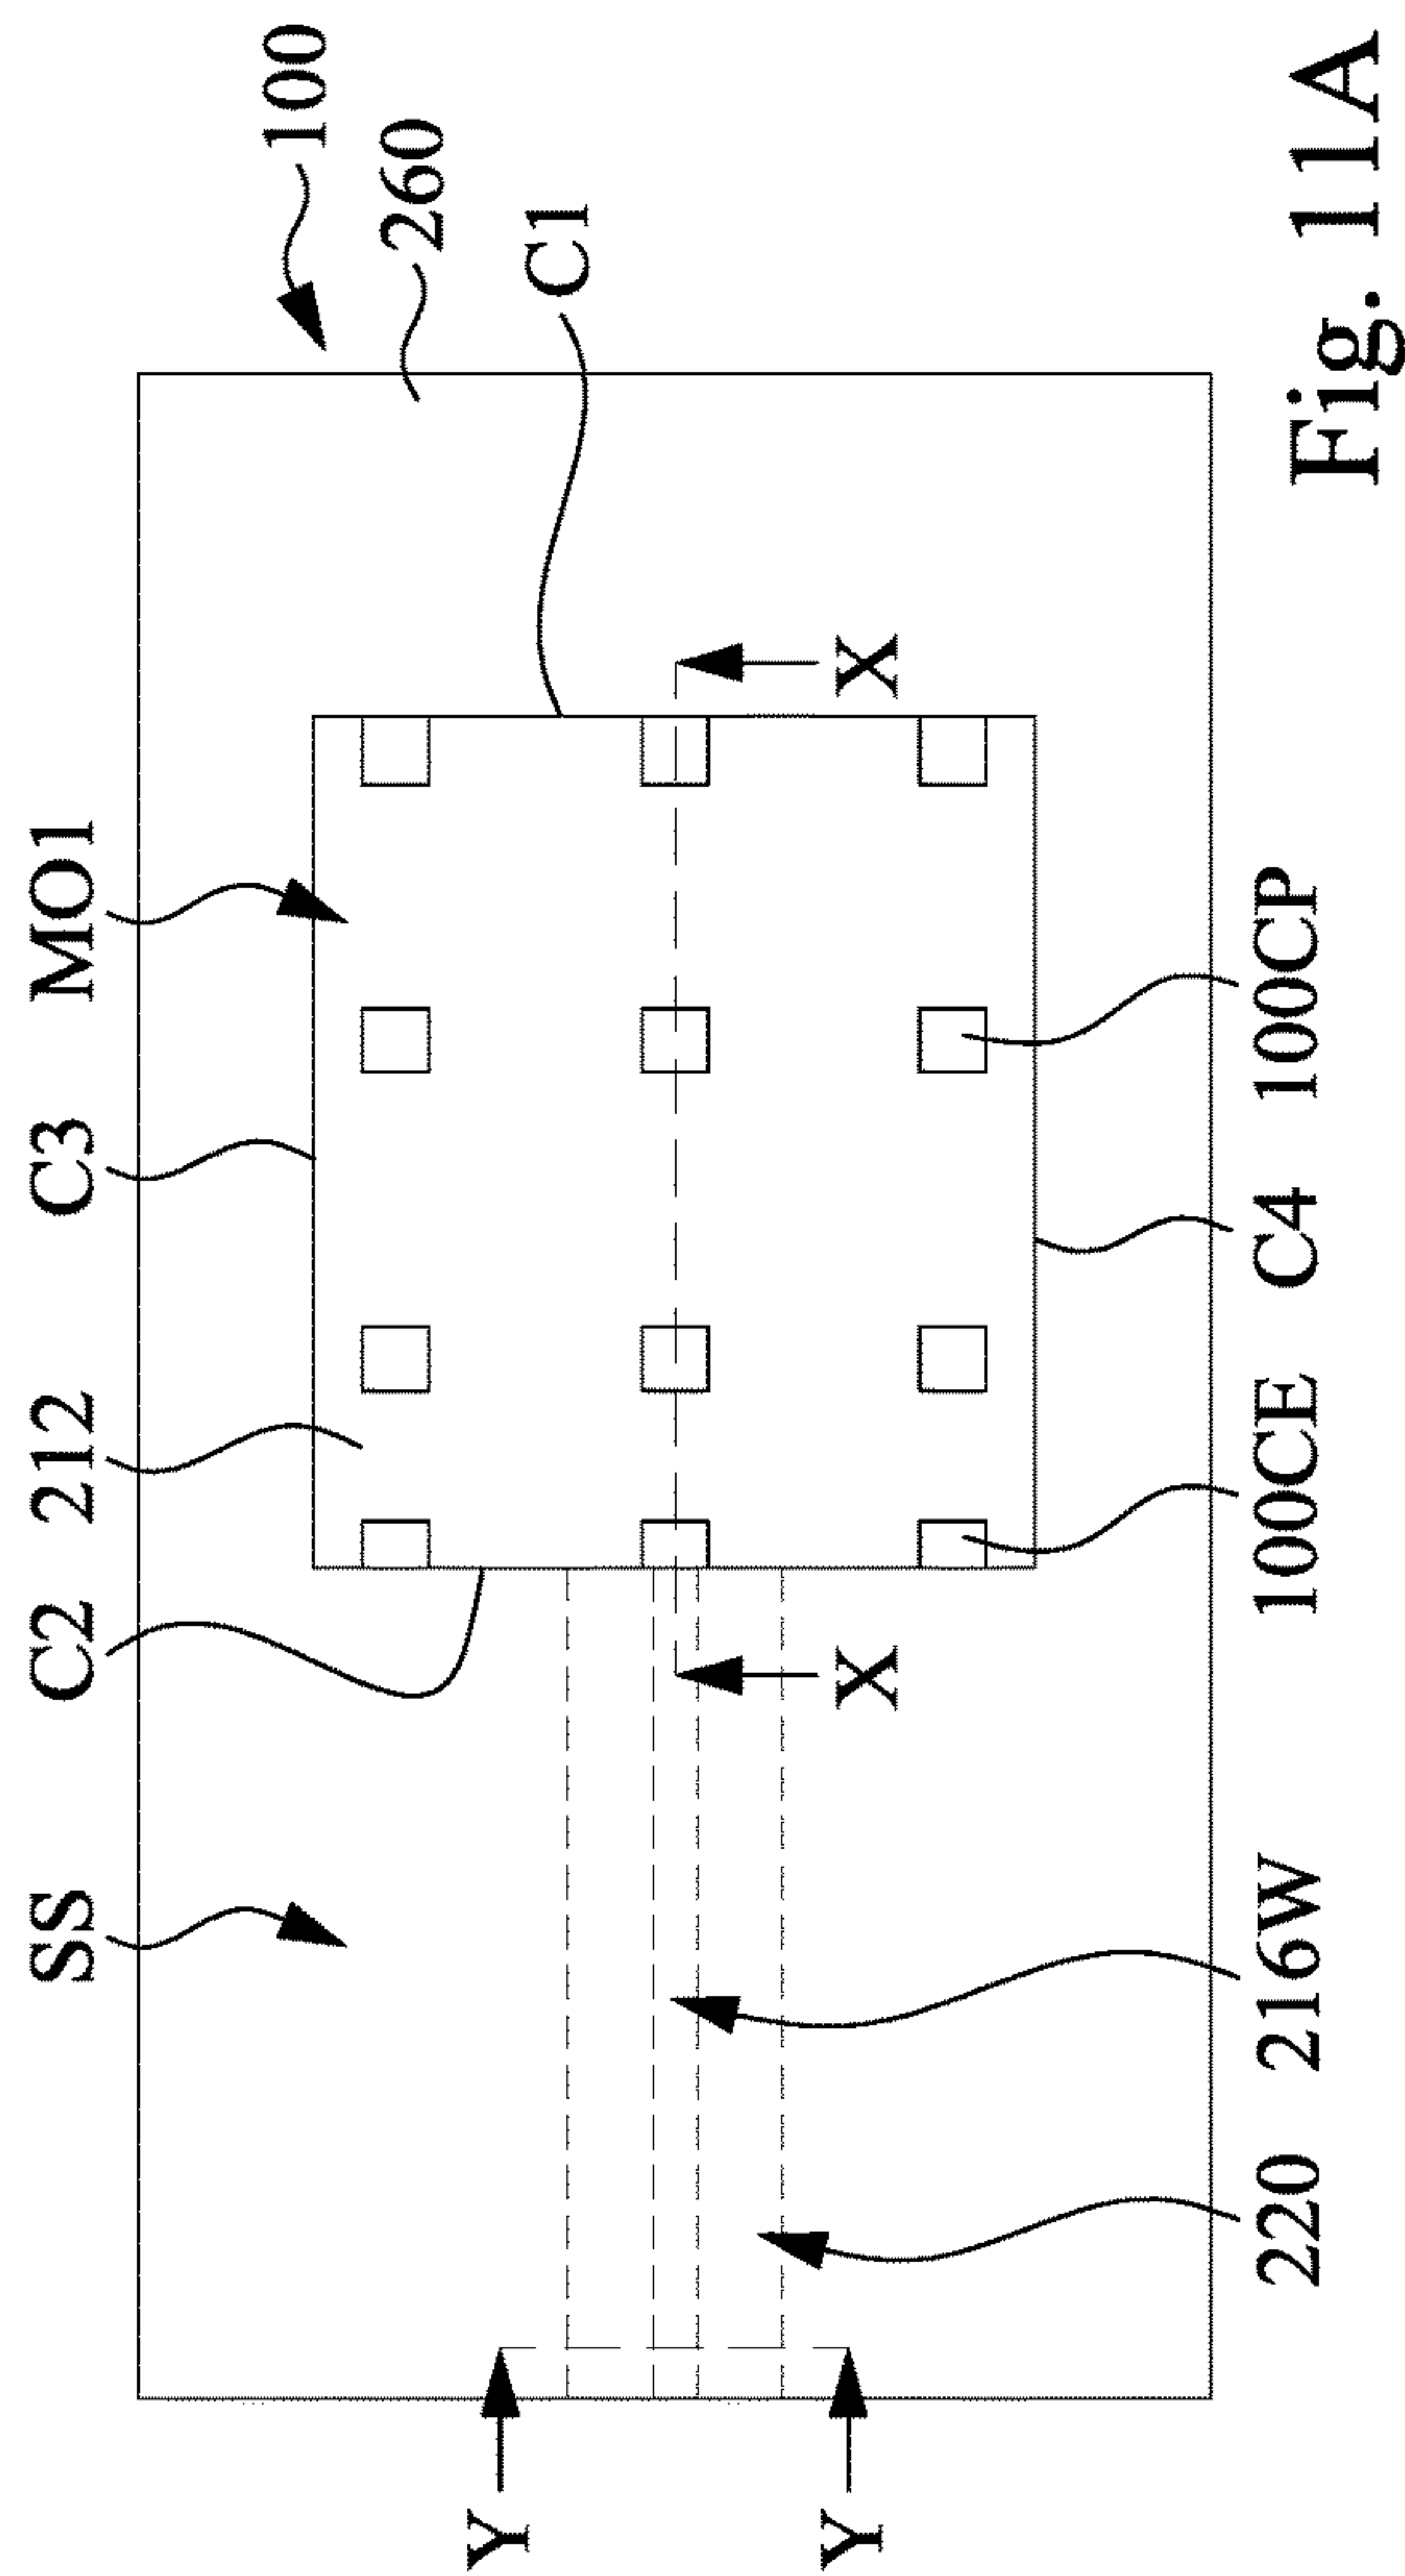 100
260
C1
SS
C2
212
C3
MO1
X
X
Y
Y
220
216W
100CE
C4
100CP
Fig. 11A